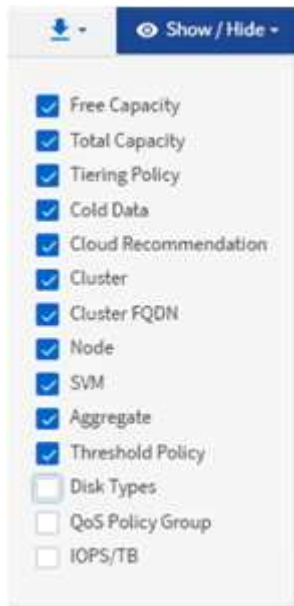 Show / Hide
Free Capacity
Total Capacity
Tiering Policy
Cold Data
Cloud Recommendation
Cluster
Cluster FQDN
Node
SVM
Aggregate
Threshold Policy
Disk Types
QoS Policy Group
IOPS/TB